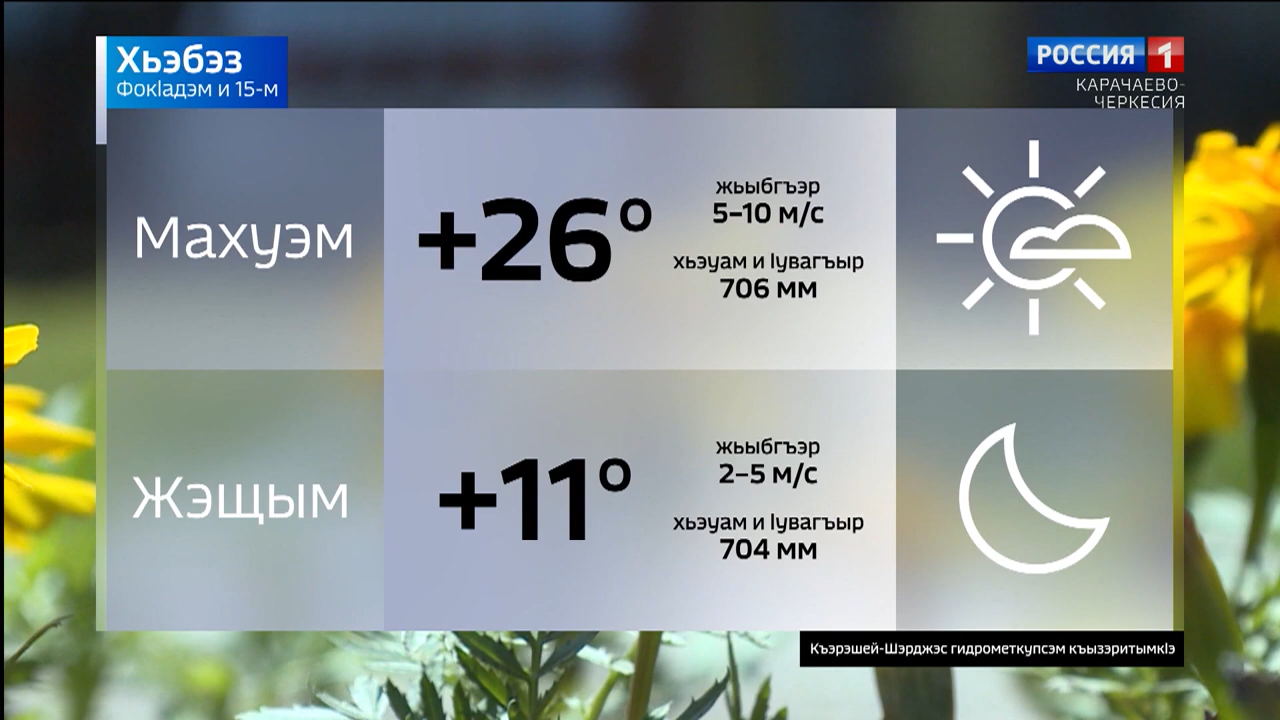 Хьэбэз
ФокӀадэм и 15-м
РОССИЯ 1
КАРАЧАЕВО-
ЧЕРКЕСИЯ
Махуэм
+26°
жьыбгъэр
5–10 м/с
хьэуам и Ӏувагъыр
706 мм
Жэщым
+11°
жьыбгъэр
2–5 м/с
хьэуам и Ӏувагъыр
704 мм
Къэрэшей-Шэрджэс гидрометкупсэм къызэритымкӀэ